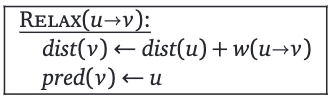 RELAX(u→v):
dist(v) ← dist(u) + w(u→v)
pred(v) ← u